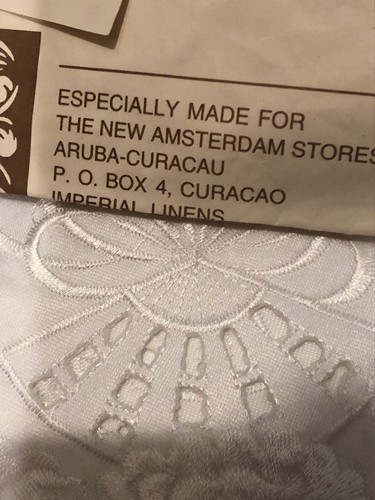 ESPECIALLY MADE FOR
THE NEW AMSTERDAM STORES
ARUBA-CURACAU
P. O. BOX 4, CURACAO
IMPERIAL LINENS